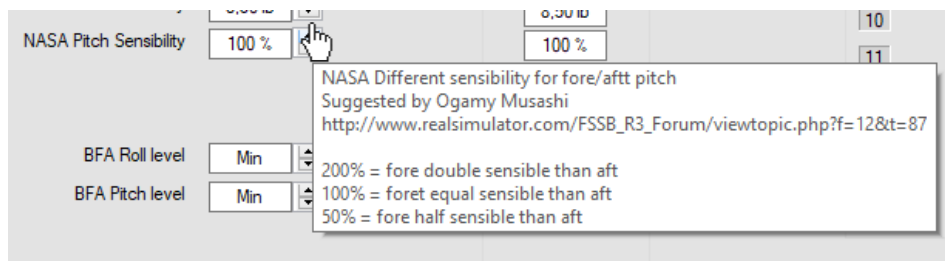 8,50 lb
10
NASA Pitch Sensibility 100 % 100 %
11
NASA Different sensibility for fore/aftt pitch
Suggested by Ogamy Musashi
http://www.realsimulator.com/FSSB_R3_Forum/viewtopic.php?f=12&t=87
BFA Roll level Min
200% = fore double sensible than aft
BFA Pitch level Min
100% = foret equal sensible than aft
50% = fore half sensible than aft